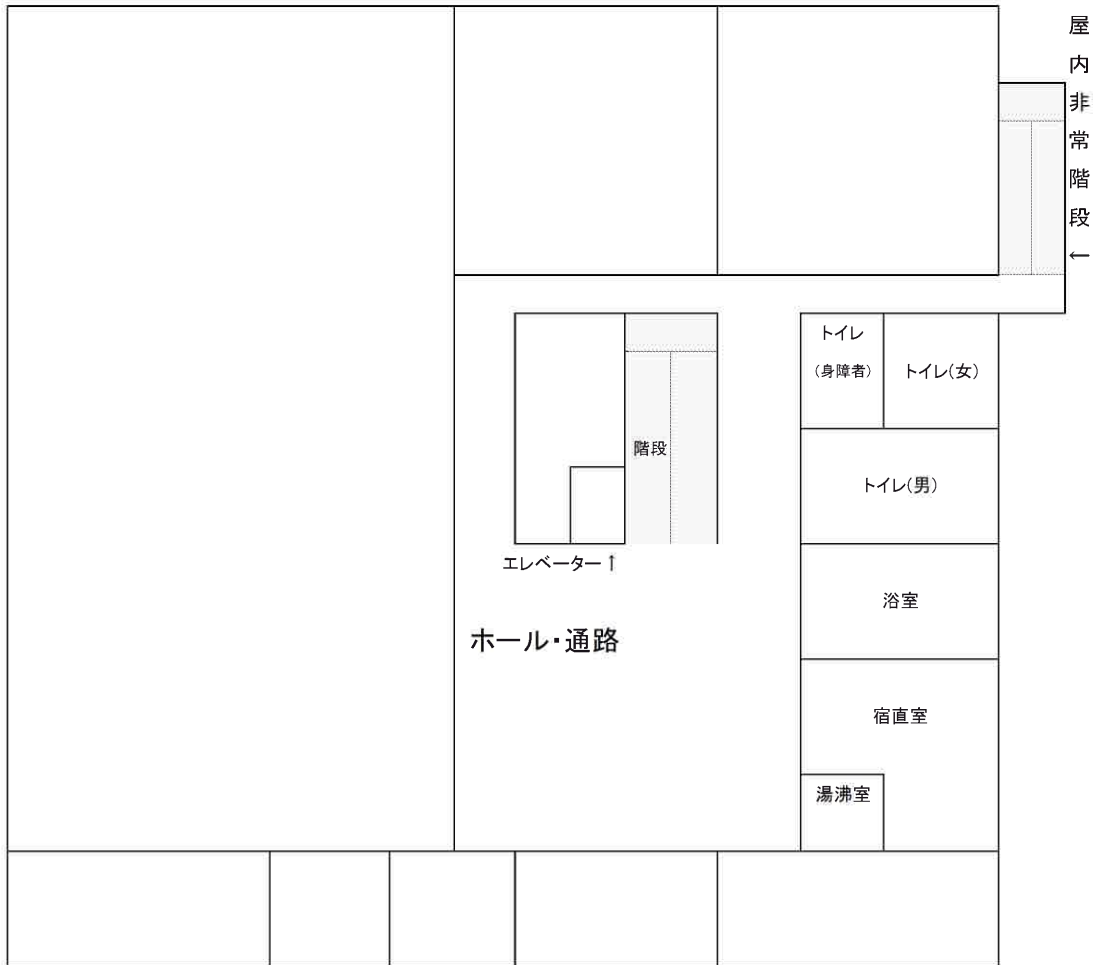 屋内非常階段←
トイレ
(身障者)
トイレ(女)
階段
トイレ(男)
エレベーター↑
浴室
ホール・通路
宿直室
湯沸室